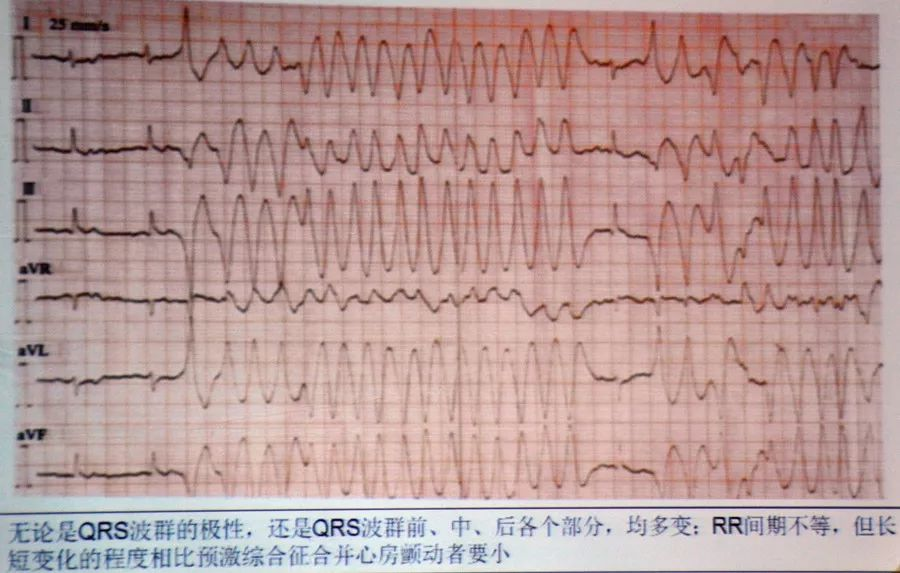 I 25 mm/s
II
III
aVR
aVL
aVF
无论是QRS波群的极性，还是QRS波群前、中、后各个部分，均多变；RR间期不等，但长
短变化的程度相比预激综合征合并心房颤动者要小